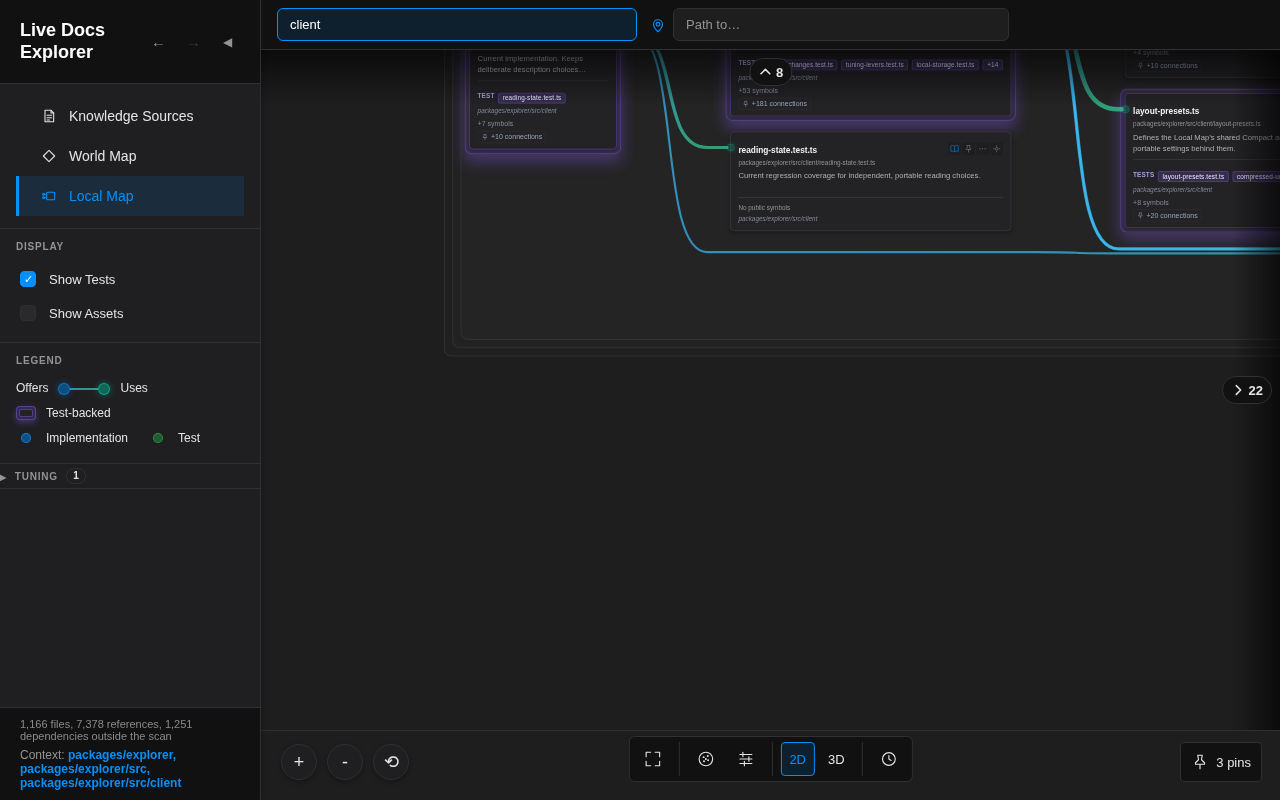 Live Docs
Explorer
client
Path to…
Knowledge Sources
World Map
Local Map
DISPLAY
Show Tests
Show Assets
LEGEND
Offers
Uses
Test-backed
Implementation
Test
TUNING
1
1,166 files, 7,378 references, 1,251
dependencies outside the scan
Context: packages/explorer,
packages/explorer/src,
packages/explorer/src/client
Current implementation. Keeps
deliberate description choices…
TEST
reading-state.test.ts
packages/explorer/src/client
+7 symbols
+10 connections
8
tuning-levers.test.ts
local-storage.test.ts
+14
+53 symbols
+181 connections
reading-state.test.ts
packages/explorer/src/client/reading-state.test.ts
Current regression coverage for independent, portable reading choices.
No public symbols
packages/explorer/src/client
+4 symbols
+10 connections
layout-presets.ts
packages/explorer/src/client/layout-presets.ts
Defines the Local Map's shared Compact
portable settings behind them.
TESTS
layout-presets.test.ts
packages/explorer/src/client
+8 symbols
+20 connections
22
+
-
2D
3D
3 pins